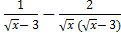 1/(√x − 3) − 2/(√x (√x − 3))